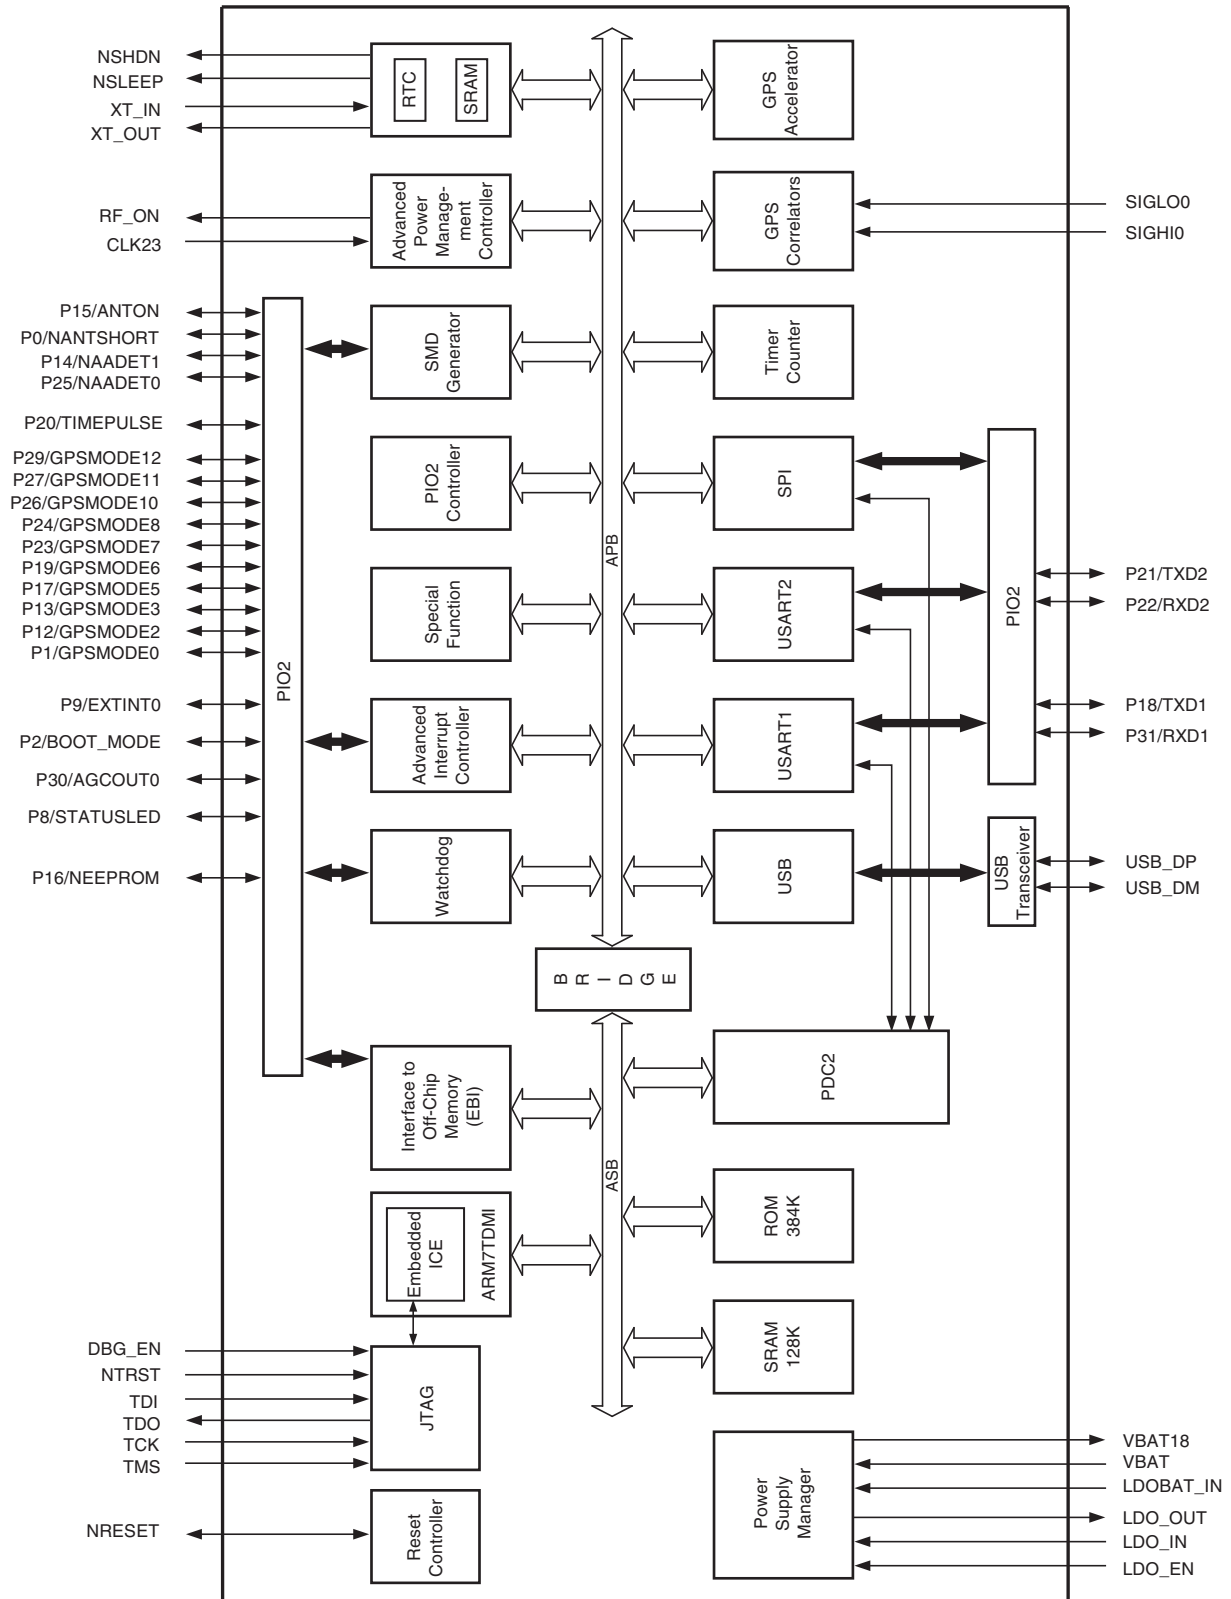 NSHDN
NSLEEP
XT_IN
XT_OUT
RF_ON
CLK23
P15/ANTON
P0/NANTSHORT
P14/NAADET1
P25/NAADET0
P20/TIMEPULSE
P29/GPSMODE12
P27/GPSMODE11
P26/GPSMODE10
P24/GPSMODE8
P23/GPSMODE7
P19/GPSMODE6
P17/GPSMODE5
P13/GPSMODE3
P12/GPSMODE2
P1/GPSMODE0
P9/EXTINT0
P2/BOOT_MODE
P30/AGCOUT0
P8/STATUSLED
P16/NEEPROM
DBG_EN
NTRST
TDI
TDO
TCK
TMS
NRESET
PIO2
RTC
SRAM
Advanced
Power
Manage-
ment
Controller
SMD
Generator
PIO2
Controller
Special
Function
Advanced
Interrupt
Controller
Watchdog
Interface to
Off-Chip
Memory
(EBI)
Embedded
ICE
ARM7TDMI
JTAG
Reset
Controller
APB
BRIDGE
ASB
GPS
Accelerator
GPS
Correlators
Timer
Counter
SPI
USART2
USART1
USB
PDC2
ROM
384K
SRAM
128K
Power
Supply
Manager
PIO2
USB
Transceiver
SIGLO0
SIGHI0
P21/TXD2
P22/RXD2
P18/TXD1
P31/RXD1
USB_DP
USB_DM
VBAT18
VBAT
LDOBAT_IN
LDO_OUT
LDO_IN
LDO_EN